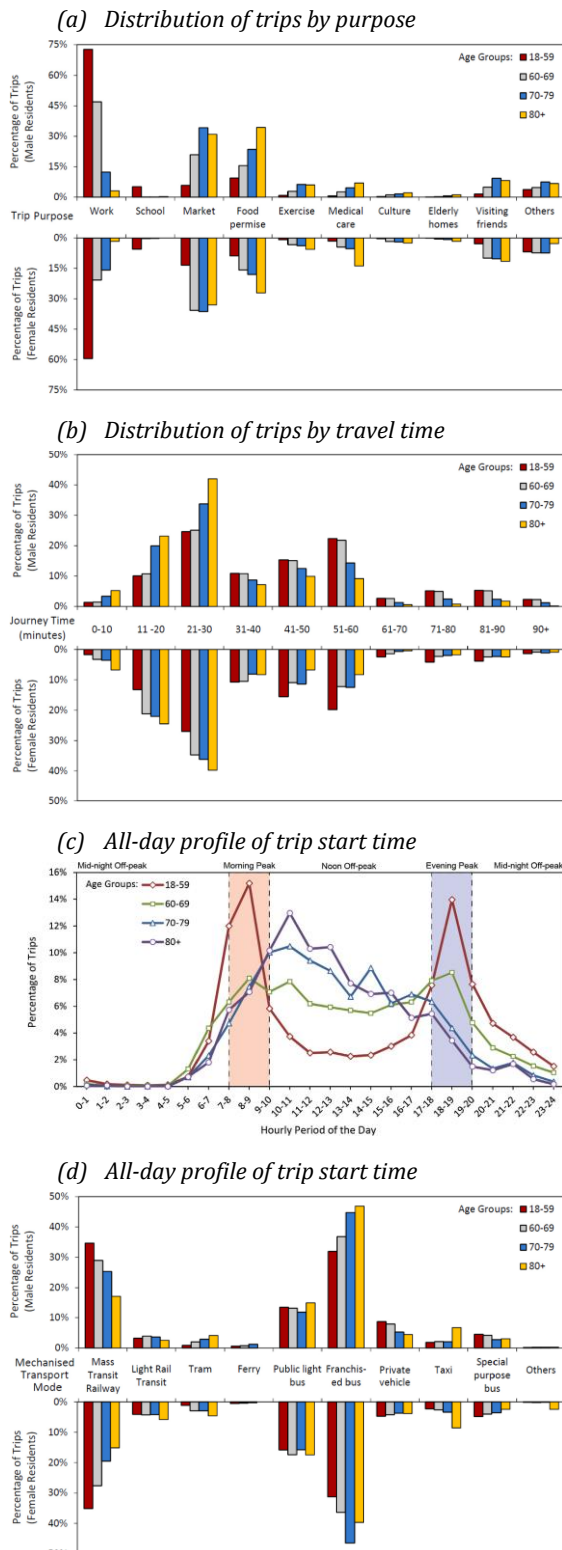 (a) Distribution of trips by purpose
75%
60%
45%
30%
15%
0%
Percentage of Trips
(Male Residents)
Age Groups:
18-59
60-69
70-79
80+
Trip Purpose
Work
School
Market
Food
permise
Exercise
Medical
care
Culture
Elderly
homes
Visiting
friends
Others
0%
15%
30%
45%
60%
75%
Percentage of Trips
(Female Residents)
(b) Distribution of trips by travel time
50%
40%
30%
20%
10%
0%
Percentage of Trips
(Male Residents)
Age Groups:
18-59
60-69
70-79
80+
Journey Time
(minutes)
0-10
11 -20
21-30
31-40
41-50
51-60
61-70
71-80
81-90
90+
0%
10%
20%
30%
40%
50%
Percentage of Trips
(Female Residents)
(c) All-day profile of trip start time
Mid-night Off-peak
Morning Peak
Noon Off-peak
Evening Peak
Mid-night Off-peak
16%
14%
12%
10%
8%
6%
4%
2%
0%
Percentage of Trips
Age Groups:
18-59
60-69
70-79
80+
0-1
1-2
2-3
3-4
4-5
5-6
6-7
7-8
8-9
9-10
10-11
11-12
12-13
13-14
14-15
15-16
16-17
17-18
18-19
19-20
20-21
21-22
22-23
23-24
Hourly Period of the Day
(d) All-day profile of trip start time
50%
40%
30%
20%
10%
0%
Percentage of Trips
(Male Residents)
Age Groups:
18-59
60-69
70-79
80+
Mechanised
Transport
Mode
Mass
Transit
Railway
Light Rail
Transit
Tram
Ferry
Public light
bus
Franchis-
ed bus
Private
vehicle
Taxi
Special
purpose
bus
Others
0%
10%
20%
30%
40%
Percentage of Trips
(Female Residents)